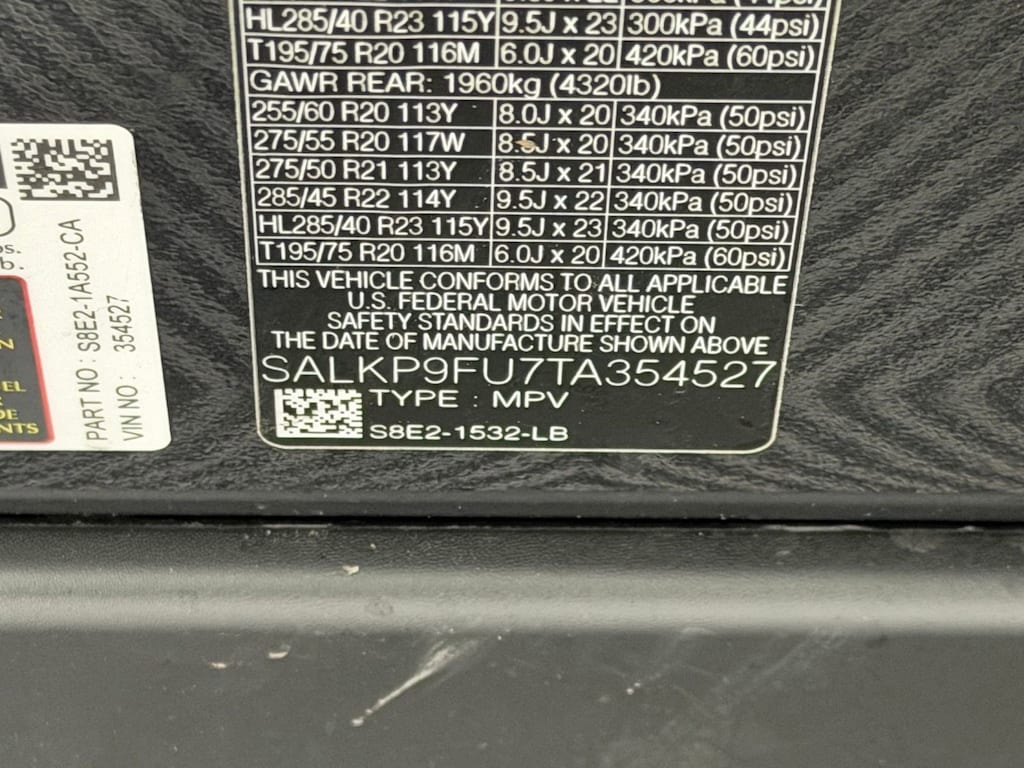 HL285/40 R23 115Y 9.5J x 23 300kPa (44psi)
T195/75 R20 116M 6.0J x 20 420kPa (60psi)
GAWR REAR: 1960kg (4320lb)
255/60 R20 113Y 8.0J x 20 340kPa (50psi)
275/55 R20 117W 8.5J x 20 340kPa (50psi)
275/50 R21 113Y 8.5J x 21 340kPa (50psi)
285/45 R22 114Y 9.5J x 22 340kPa (50psi)
HL285/40 R23 115Y 9.5J x 23 340kPa (50psi)
T195/75 R20 116M 6.0J x 20 420kPa (60psi)
THIS VEHICLE CONFORMS TO ALL APPLICABLE
U.S. FEDERAL MOTOR VEHICLE
SAFETY STANDARDS IN EFFECT ON
THE DATE OF MANUFACTURE SHOWN ABOVE
SALKP9FU7TA354527
TYPE : MPV
S8E2-1532-LB
PART NO : S8E2-1A552-CA
VIN NO : 354527